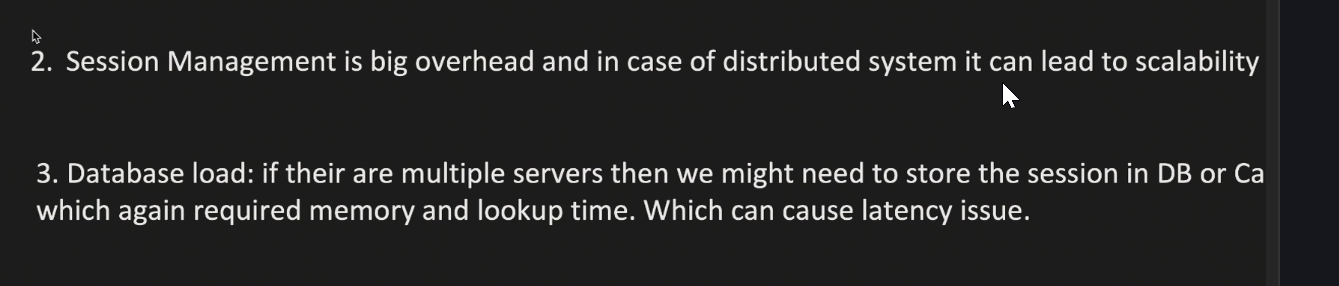 2. Session Management is big overhead and in case of distributed system it can lead to scalability
3. Database load: if their are multiple servers then we might need to store the session in DB or Ca
which again required memory and lookup time. Which can cause latency issue.